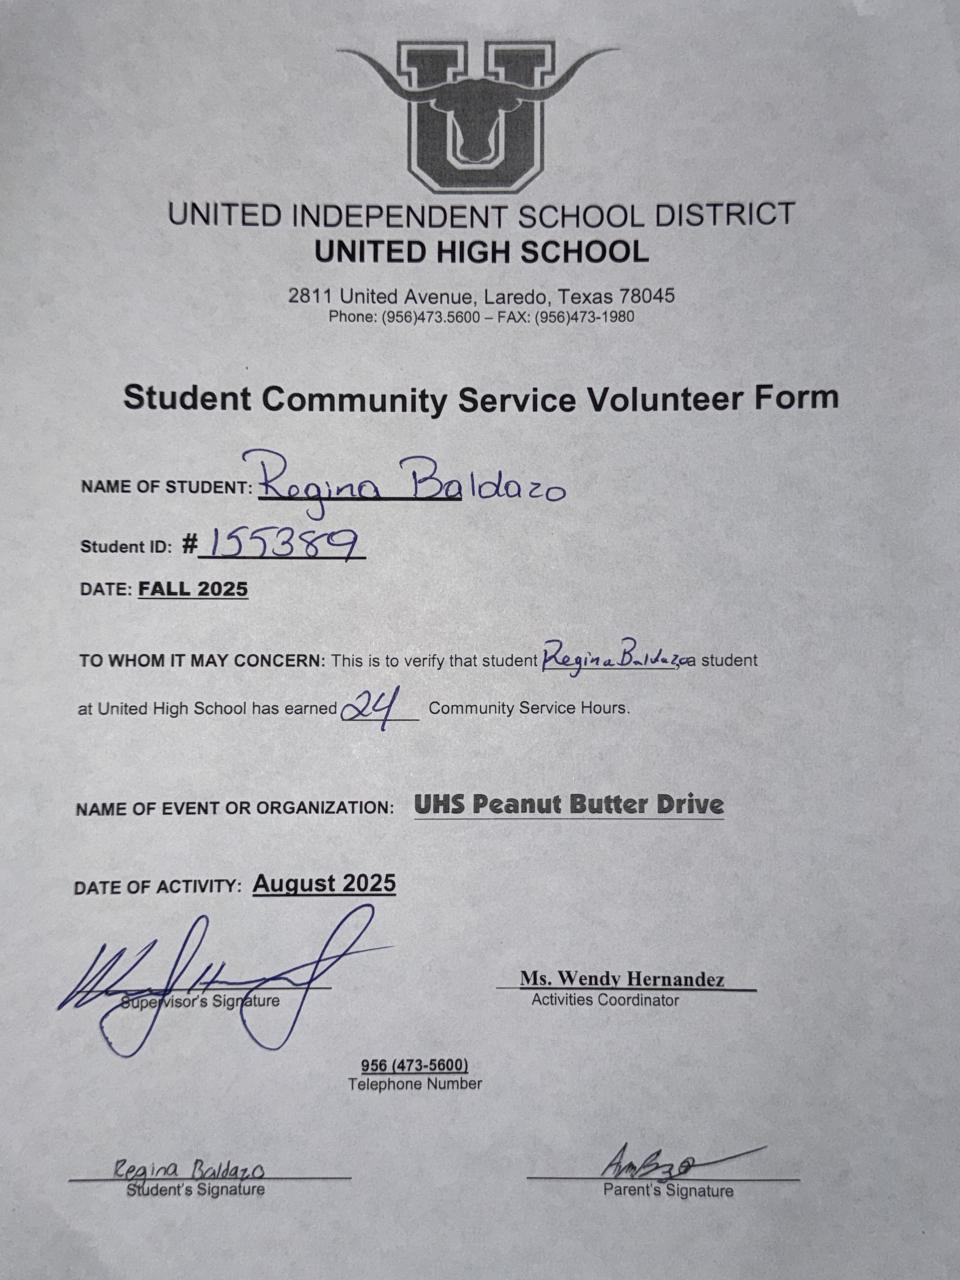 U
UNITED INDEPENDENT SCHOOL DISTRICT
UNITED HIGH SCHOOL
2811 United Avenue, Laredo, Texas 78045
Phone: (956)473.5600 – FAX: (956)473-1980
Student Community Service Volunteer Form
NAME OF STUDENT: Regina Baldazo
Student ID: # 155389
DATE: FALL 2025
TO WHOM IT MAY CONCERN: This is to verify that student Regina Baldazo a student
at United High School has earned 24 Community Service Hours.
NAME OF EVENT OR ORGANIZATION: UHS Peanut Butter Drive
DATE OF ACTIVITY: August 2025
Ms. Wendy Hernandez
Supervisor's Signature Activities Coordinator
956 (473-5600)
Telephone Number
Regina Baldazo
Student's Signature Parent's Signature